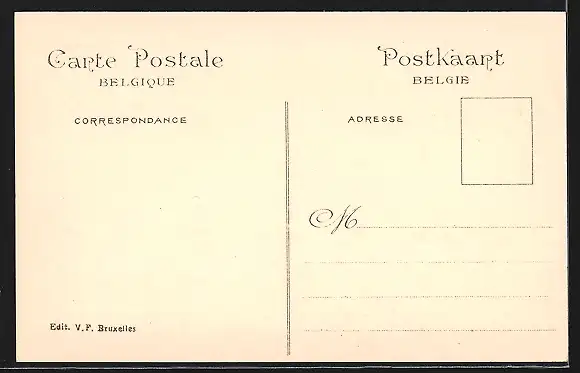 Carte Postale
BELGIQUE
CORRESPONDANCE
Edit. V.F. Bruxelles
Postkaart
BELGIE
ADRESSE
M